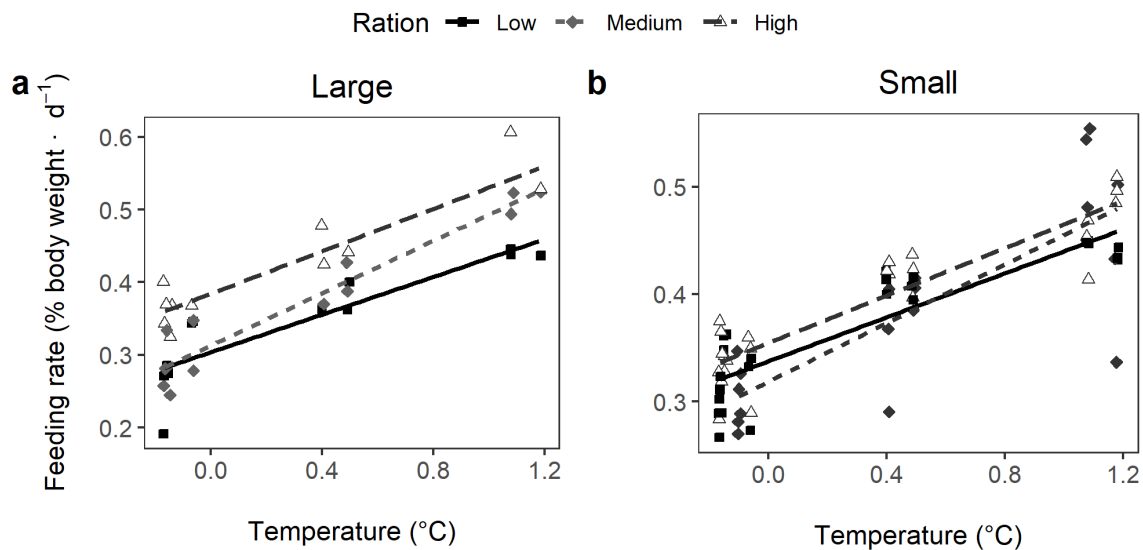 Ration Low Medium High
a Large
b Small
Feeding rate (% body weight · d⁻¹)
0.6
0.5
0.4
0.3
0.2
0.0 0.4 0.8 1.2
Temperature (°C)
0.5
0.4
0.3
0.0 0.4 0.8 1.2
Temperature (°C)